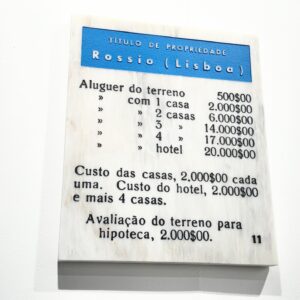 TÍTULO DE PROPRIEDADE
Rossio (Lisboa)
Aluguer do terreno 500$00
» com 1 casa 2.000$00
» » 2 casas 6.000$00
» » 3 » 14.000$00
» » 4 » 17.000$00
» » hotel 20.000$00
Custo das casas, 2.000$00 cada
uma. Custo do hotel, 2.000$00
e mais 4 casas.
Avaliação do terreno para
hipoteca, 2.000$00.
11